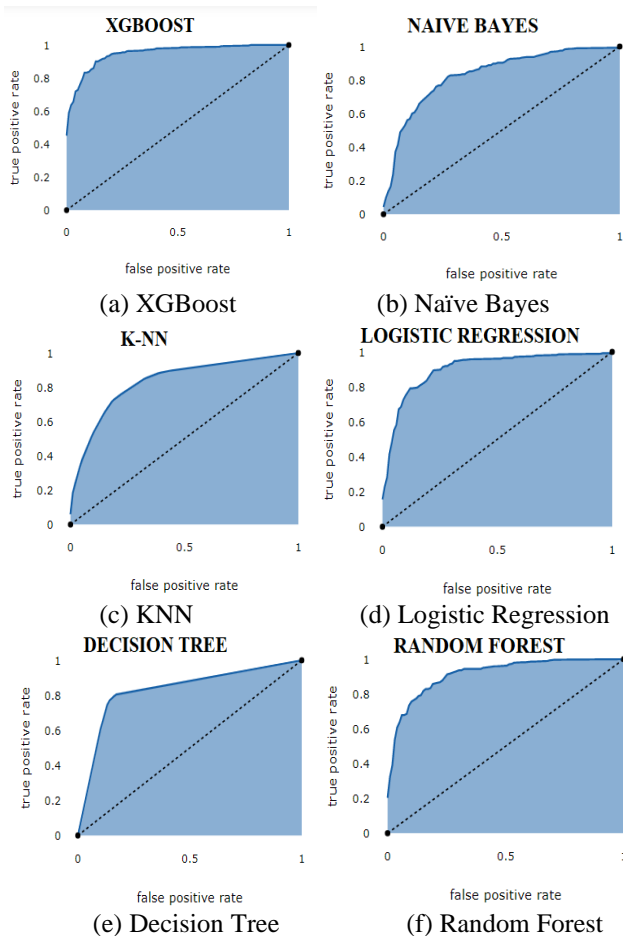 XGBOOST
true positive rate
1
0.8
0.6
0.4
0.2
0
0
0.5
1
false positive rate
(a) XGBoost
NAIVE BAYES
true positive rate
1
0.8
0.6
0.4
0.2
0
0
0.5
1
false positive rate
(b) Naïve Bayes
K-NN
true positive rate
1
0.8
0.6
0.4
0.2
0
0
0.5
1
false positive rate
(c) KNN
LOGISTIC REGRESSION
true positive rate
1
0.8
0.6
0.4
0.2
0
0
0.5
1
false positive rate
(d) Logistic Regression
DECISION TREE
true positive rate
1
0.8
0.6
0.4
0.2
0
0
0.5
1
false positive rate
(e) Decision Tree
RANDOM FOREST
true positive rate
1
0.8
0.6
0.4
0.2
0
0
0.5
1
false positive rate
(f) Random Forest